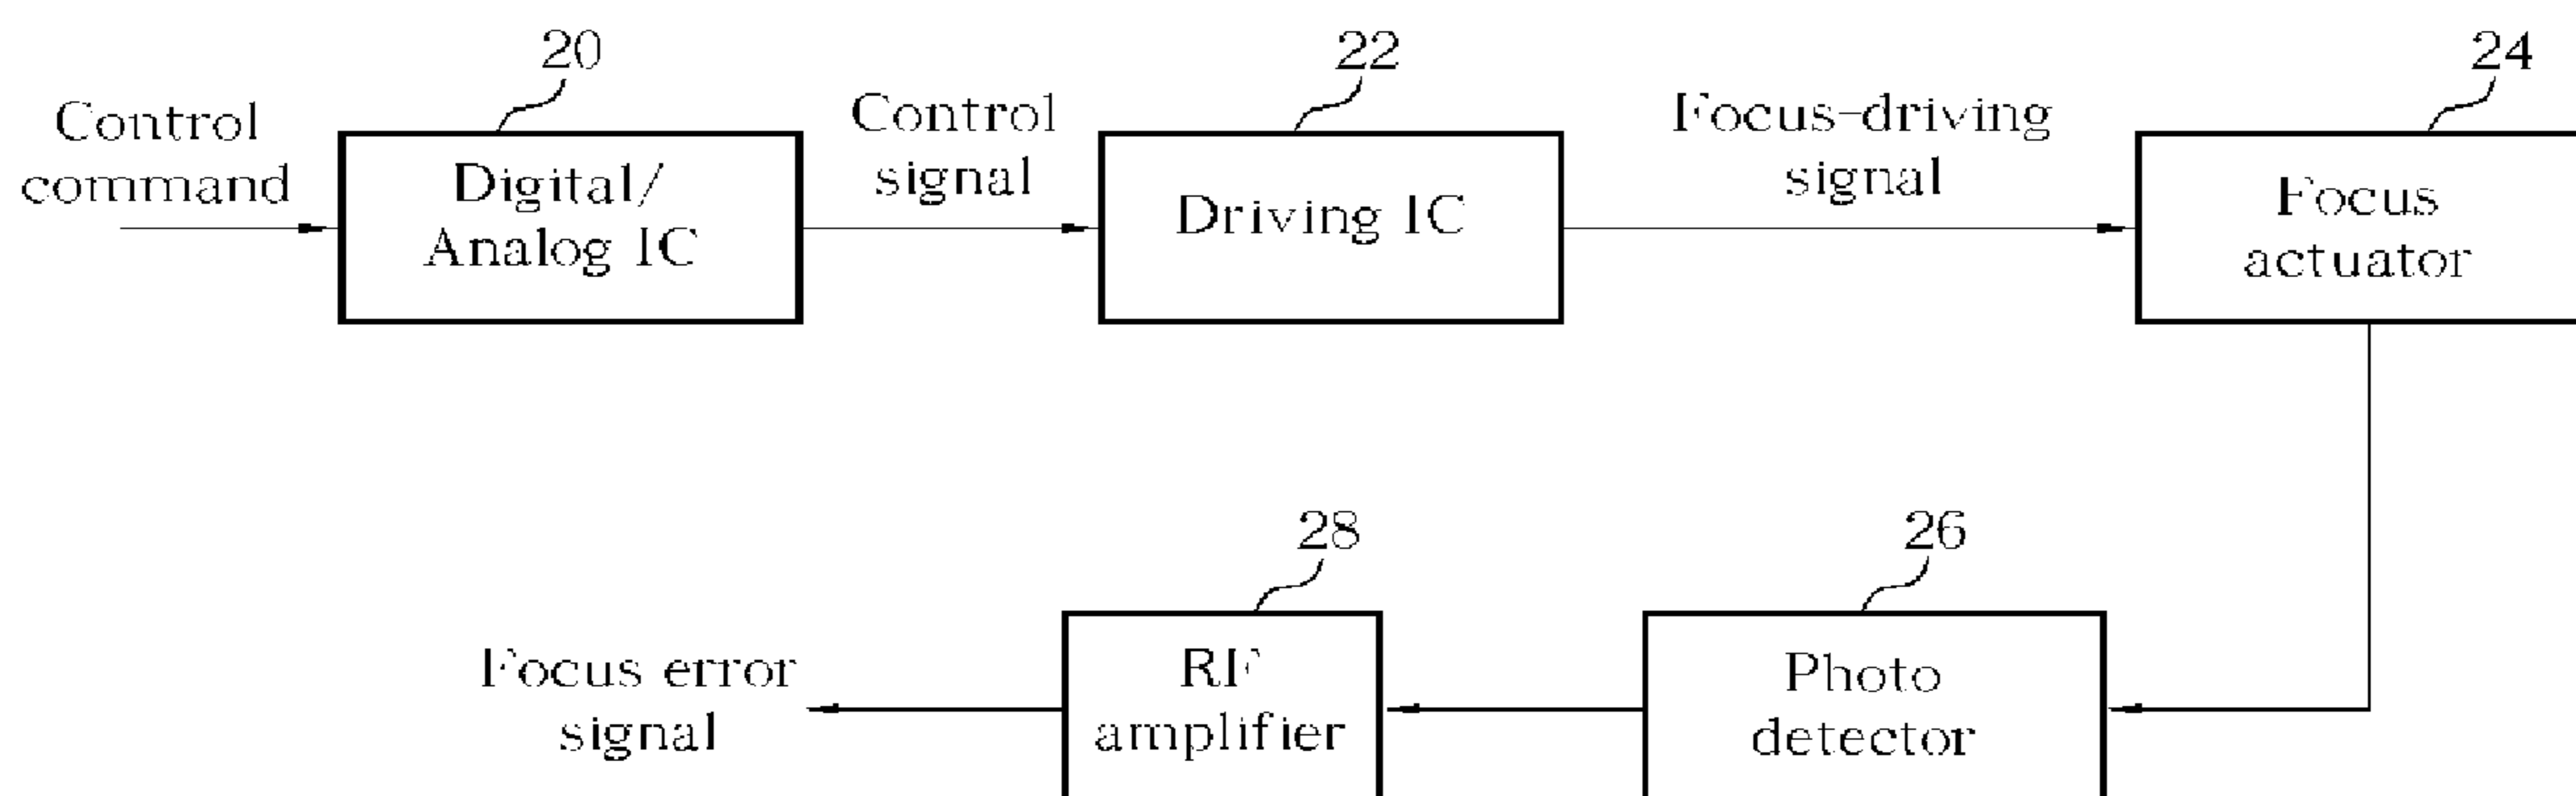 20
22
24
Control
command
Digital/
Analog IC
Control
signal
Driving IC
Focus-driving
signal
Focus
actuator
28
26
Focus error
signal
RF
amplifier
Photo
detector